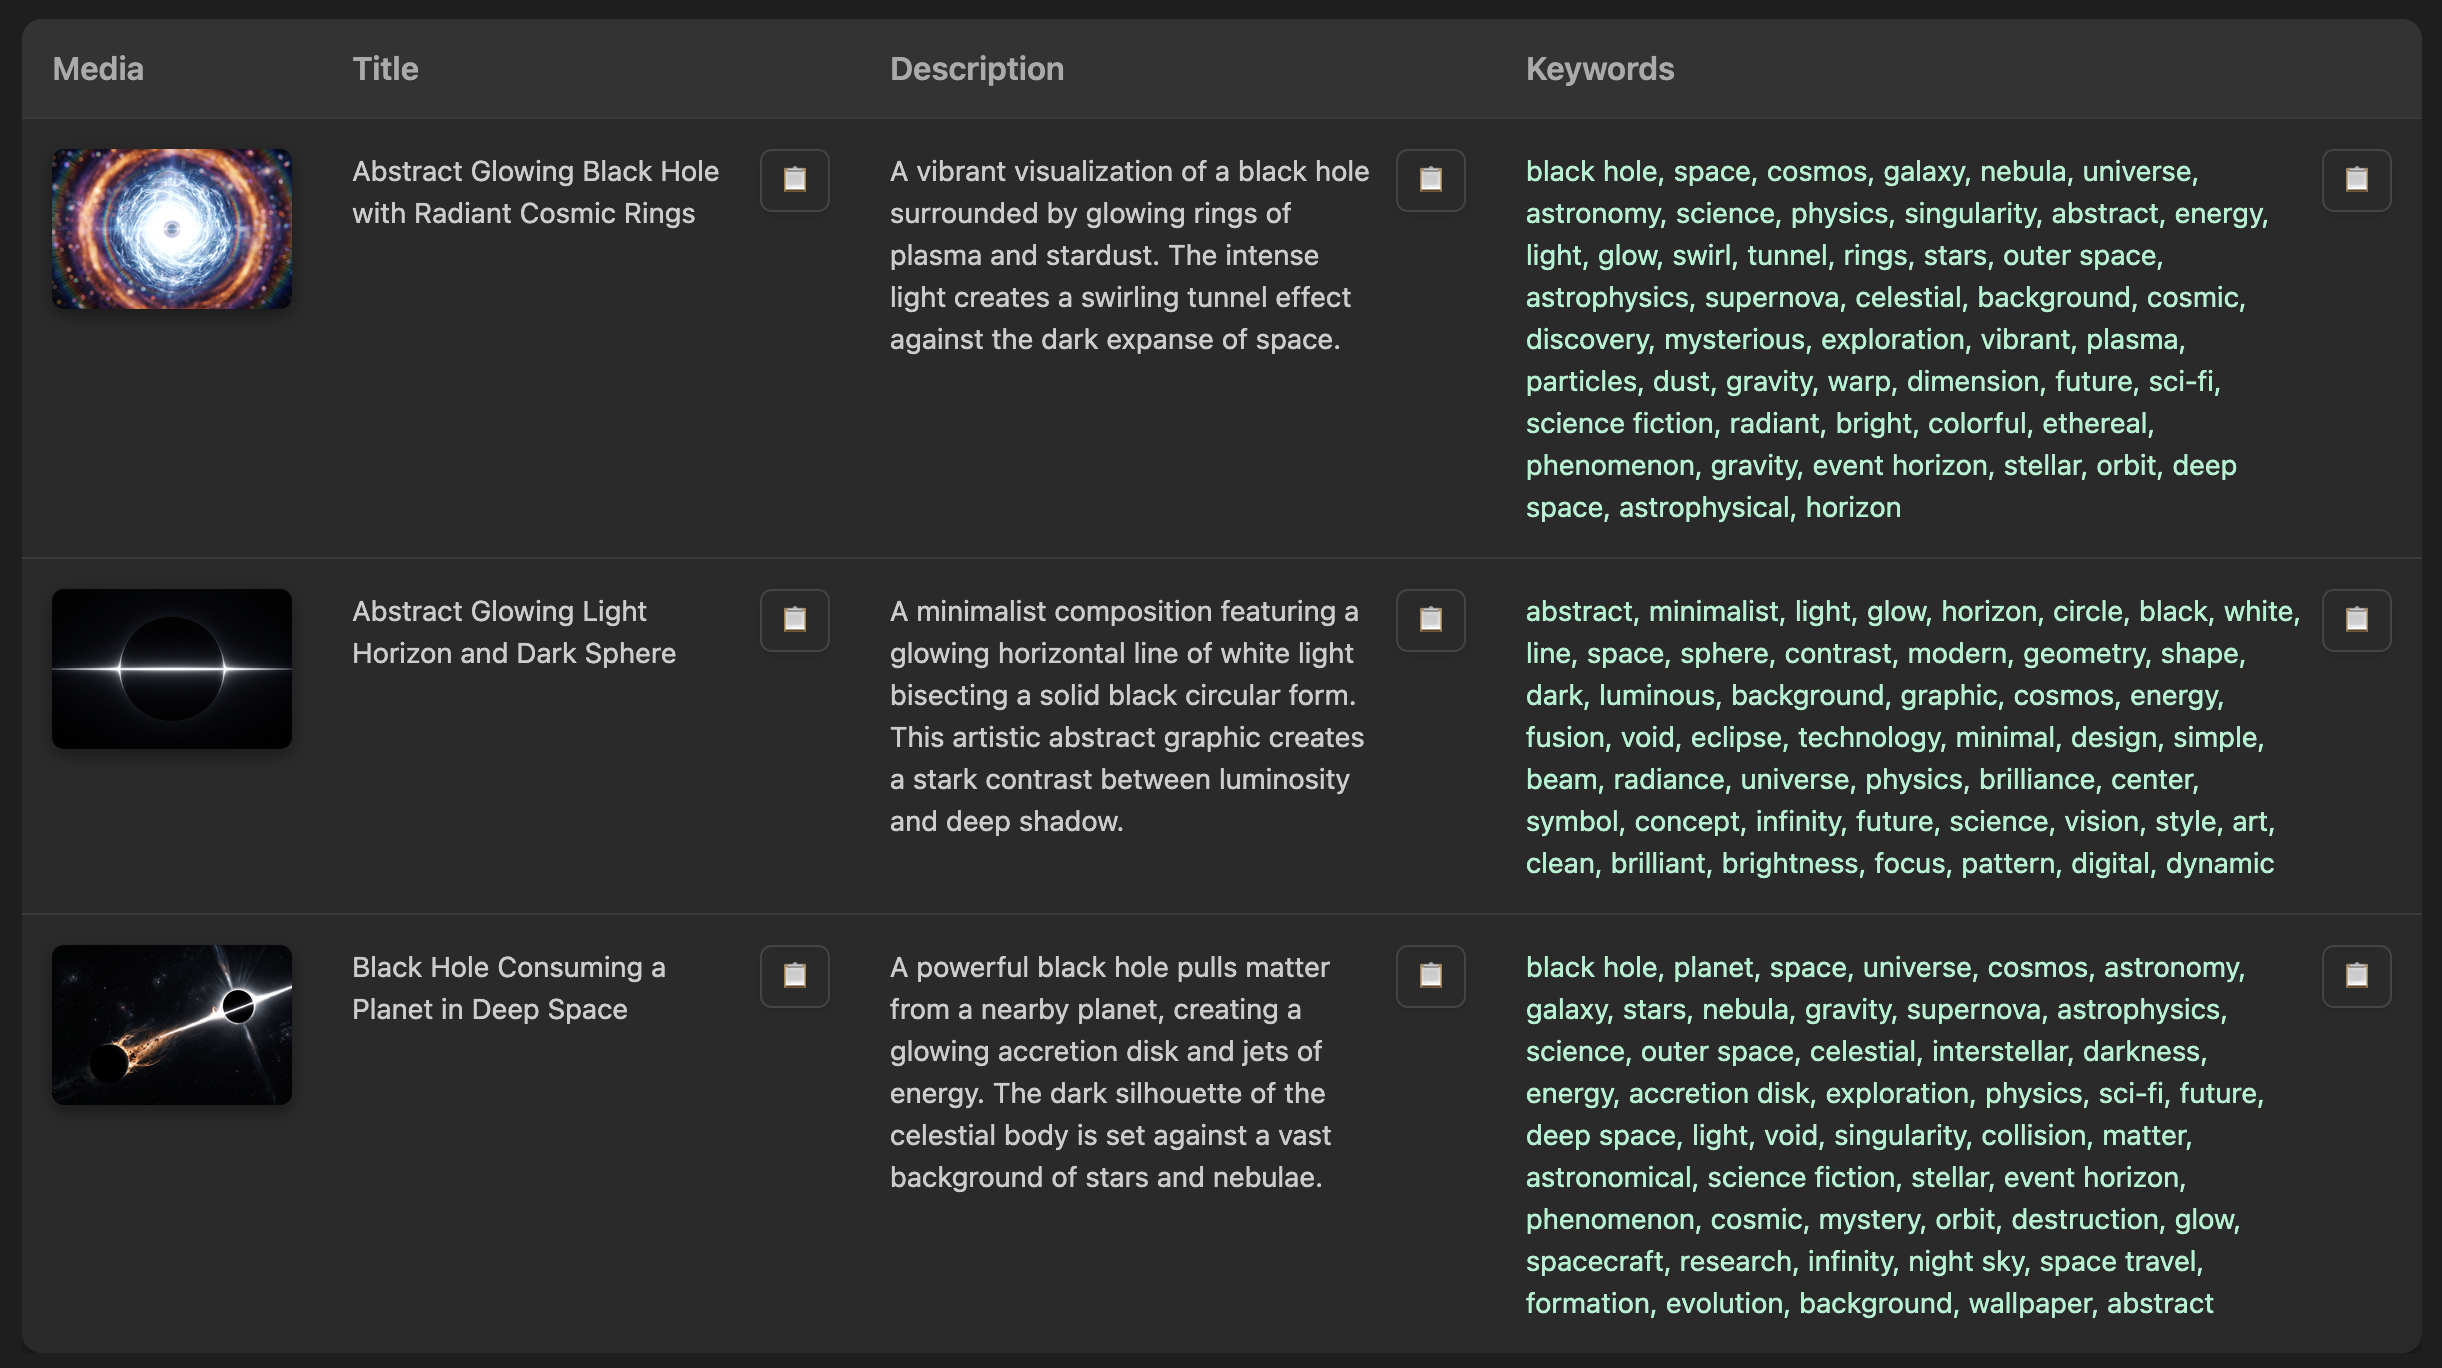 Media
Title
Description
Keywords
Abstract Glowing Black Hole
with Radiant Cosmic Rings
A vibrant visualization of a black hole
surrounded by glowing rings of
plasma and stardust. The intense
light creates a swirling tunnel effect
against the dark expanse of space.
black hole, space, cosmos, galaxy, nebula, universe,
astronomy, science, physics, singularity, abstract, energy,
light, glow, swirl, tunnel, rings, stars, outer space,
astrophysics, supernova, celestial, background, cosmic,
discovery, mysterious, exploration, vibrant, plasma,
particles, dust, gravity, warp, dimension, future, sci-fi,
science fiction, radiant, bright, colorful, ethereal,
phenomenon, gravity, event horizon, stellar, orbit, deep
space, astrophysical, horizon
Abstract Glowing Light
Horizon and Dark Sphere
A minimalist composition featuring a
glowing horizontal line of white light
bisecting a solid black circular form.
This artistic abstract graphic creates
a stark contrast between luminosity
and deep shadow.
abstract, minimalist, light, glow, horizon, circle, black, white,
line, space, sphere, contrast, modern, geometry, shape,
dark, luminous, background, graphic, cosmos, energy,
fusion, void, eclipse, technology, minimal, design, simple,
beam, radiance, universe, physics, brilliance, center,
symbol, concept, infinity, future, science, vision, style, art,
clean, brilliant, brightness, focus, pattern, digital, dynamic
Black Hole Consuming a
Planet in Deep Space
A powerful black hole pulls matter
from a nearby planet, creating a
glowing accretion disk and jets of
energy. The dark silhouette of the
celestial body is set against a vast
background of stars and nebulae.
black hole, planet, space, universe, cosmos, astronomy,
galaxy, stars, nebula, gravity, supernova, astrophysics,
science, outer space, celestial, interstellar, darkness,
energy, accretion disk, exploration, physics, sci-fi, future,
deep space, light, void, singularity, collision, matter,
astronomical, science fiction, stellar, event horizon,
phenomenon, cosmic, mystery, orbit, destruction, glow,
spacecraft, research, infinity, night sky, space travel,
formation, evolution, background, wallpaper, abstract